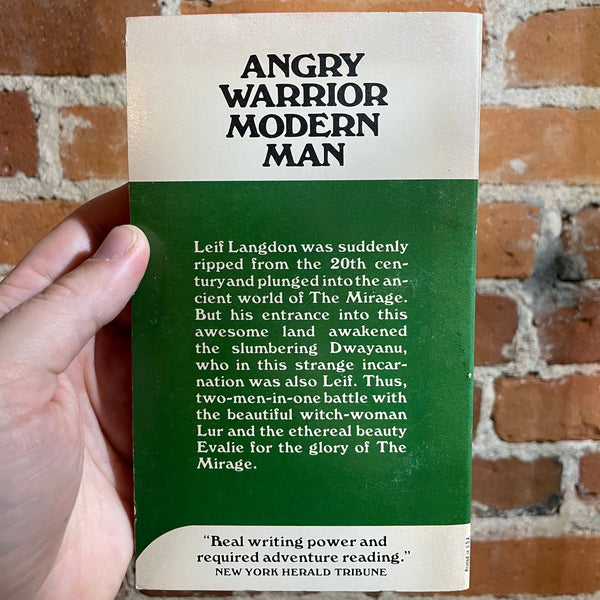 ANGRY
WARRIOR
MODERN
MAN
Leif Langdon was suddenly
ripped from the 20th cen-
tury and plunged into the an-
cient world of The Mirage.
But his entrance into this
awesome land awakened
the slumbering Dwayanu,
who in this strange incar-
nation was also Leif. Thus,
two-men-in-one battle with
the beautiful witch-woman
Lur and the ethereal beauty
Evalie for the glory of The
Mirage.
“Real writing power and
required adventure reading.”
NEW YORK HERALD TRIBUNE
Printed in U.S.A.